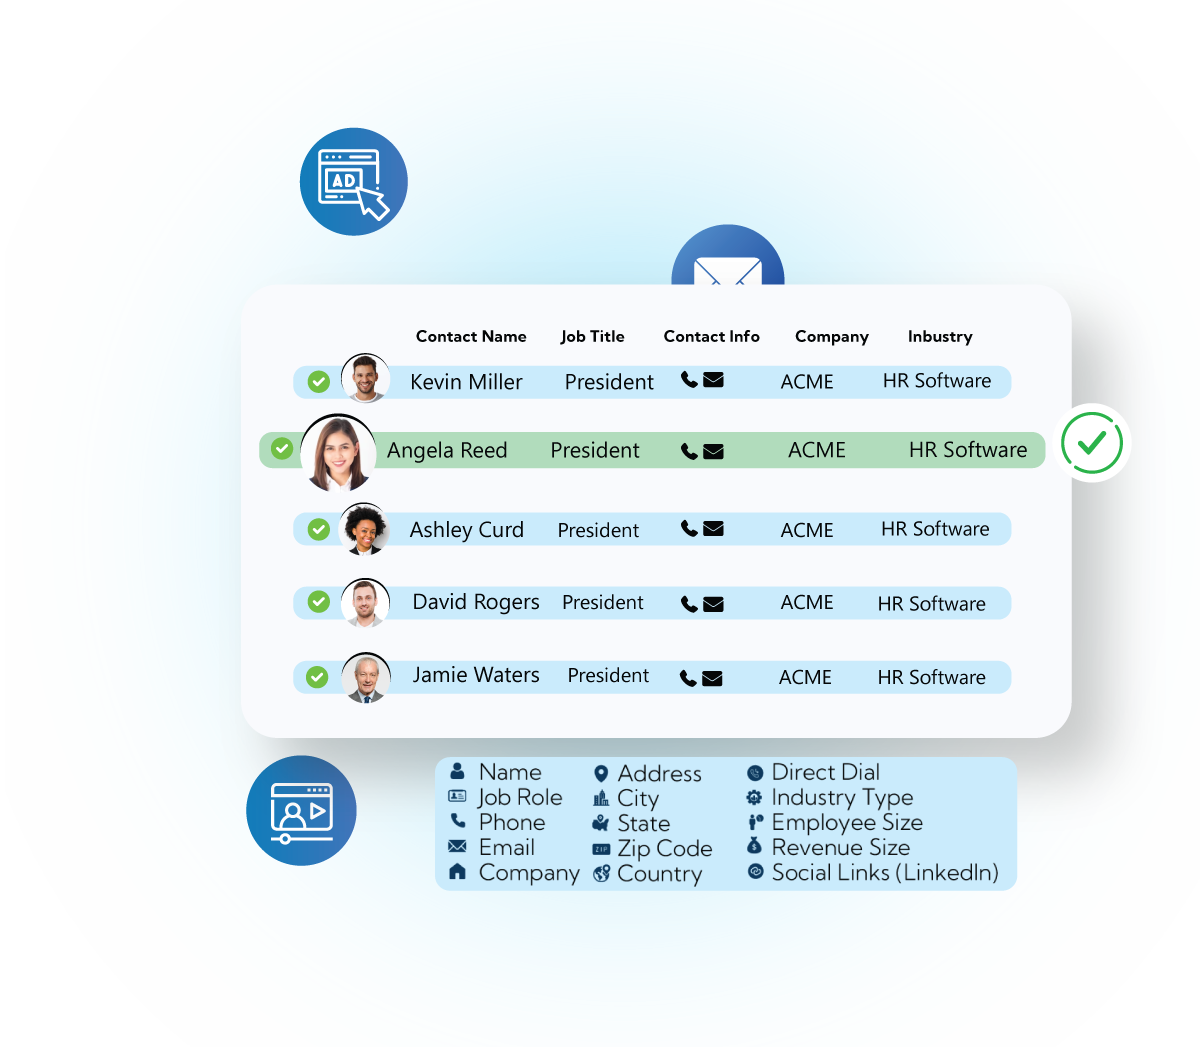 AD
Contact Name Job Title Contact Info Company Inbustry
Kevin Miller President ACME HR Software
Angela Reed President ACME HR Software
Ashley Curd President ACME HR Software
David Rogers President ACME HR Software
Jamie Waters President ACME HR Software
Name Address Direct Dial
Job Role City Industry Type
Phone State Employee Size
Email ZIP Zip Code Revenue Size
Company Country Social Links (LinkedIn)